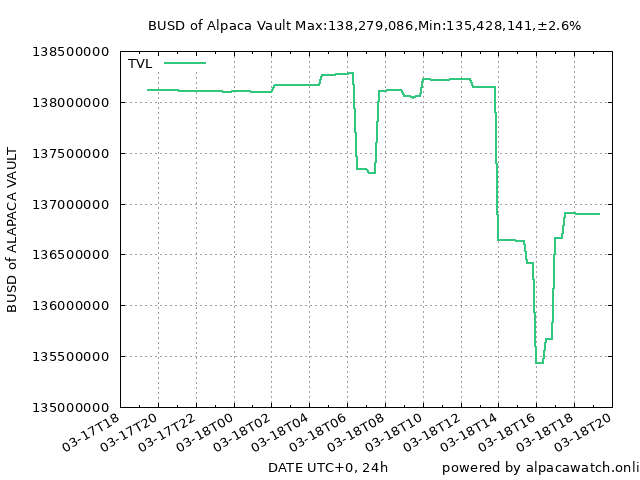 BUSD of Alpaca Vault Max:138,279,086,Min:135,428,141,±2.6%
TVL
138500000
138000000
137500000
137000000
136500000
136000000
135500000
135000000
BUSD of ALAPACA VAULT
03-17T18
03-17T20
03-17T22
03-18T00
03-18T02
03-18T04
03-18T06
03-18T08
03-18T10
03-18T12
03-18T14
03-18T16
03-18T18
03-18T20
DATE UTC+0, 24h
powered by alpacawatch.onli